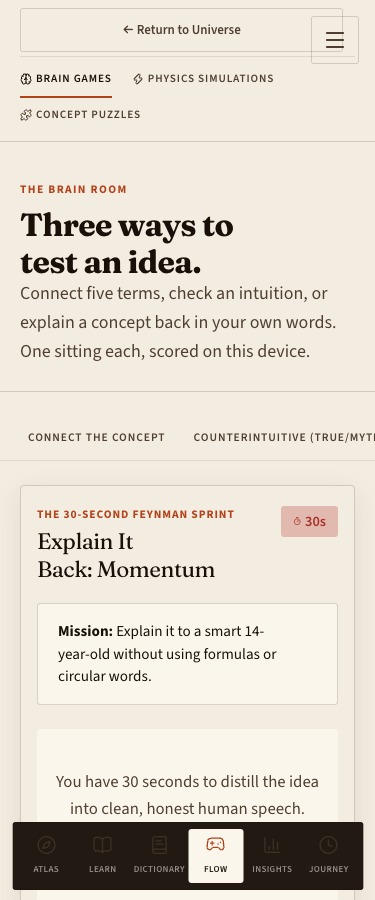 ← Return to Universe
BRAIN GAMES
PHYSICS SIMULATIONS
CONCEPT PUZZLES
THE BRAIN ROOM
Three ways to
test an idea.
Connect five terms, check an intuition, or
explain a concept back in your own words.
One sitting each, scored on this device.
CONNECT THE CONCEPT
COUNTERINTUITIVE (TRUE/MYT
THE 30-SECOND FEYNMAN SPRINT
30s
Explain It
Back: Momentum
Mission: Explain it to a smart 14-
year-old without using formulas or
circular words.
You have 30 seconds to distill the idea
into clean, honest human speech.
ATLAS
LEARN
DICTIONARY
FLOW
INSIGHTS
JOURNEY